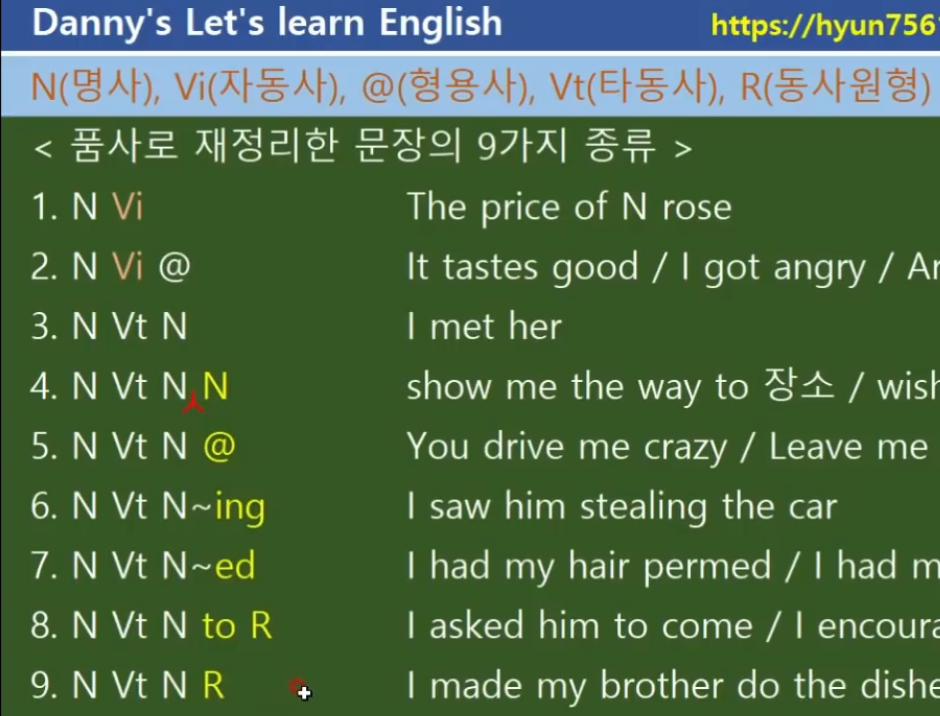 Danny's Let's learn English https://hyun756
N(명사), Vi(자동사), @(형용사), Vt(타동사), R(동사원형)
< 품사로 재정리한 문장의 9가지 종류 >
1. N Vi The price of N rose
2. N Vi @ It tastes good / I got angry /
3. N Vt N I met her
4. N Vt N N show me the way to 장소 / wish
5. N Vt N @ You drive me crazy / Leave me
6. N Vt N~ing I saw him stealing the car
7. N Vt N~ed I had my hair permed / I had
8. N Vt N to R I asked him to come / I
9. N Vt N R I made my brother do the